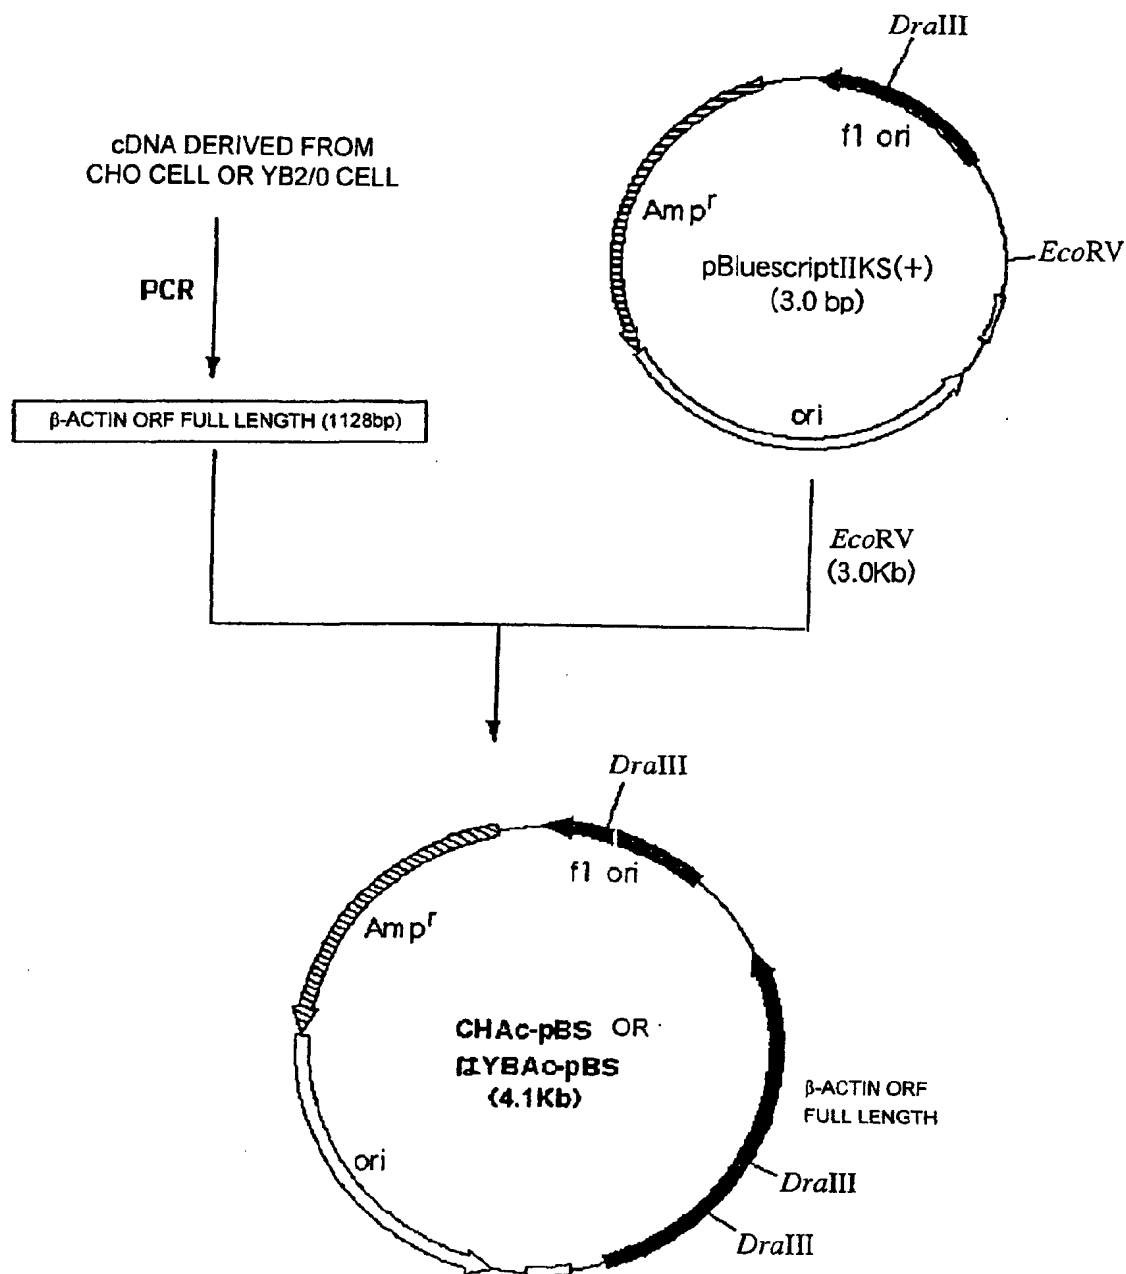 DraIII
cDNA DERIVED FROM
CHO CELL OR YB2/0 CELL
f1 ori
Ampr
EcoRV
pBluescriptIIKS(+)
(3.0 bp)
PCR
β-ACTIN ORF FULL LENGTH (1128bp)
ori
EcoRV
(3.0Kb)
DraIII
f1 ori
Ampr
CHAc-pBS OR
YBAc-pBS
(4.1Kb)
β-ACTIN ORF
FULL LENGTH
ori
DraIII
DraIII